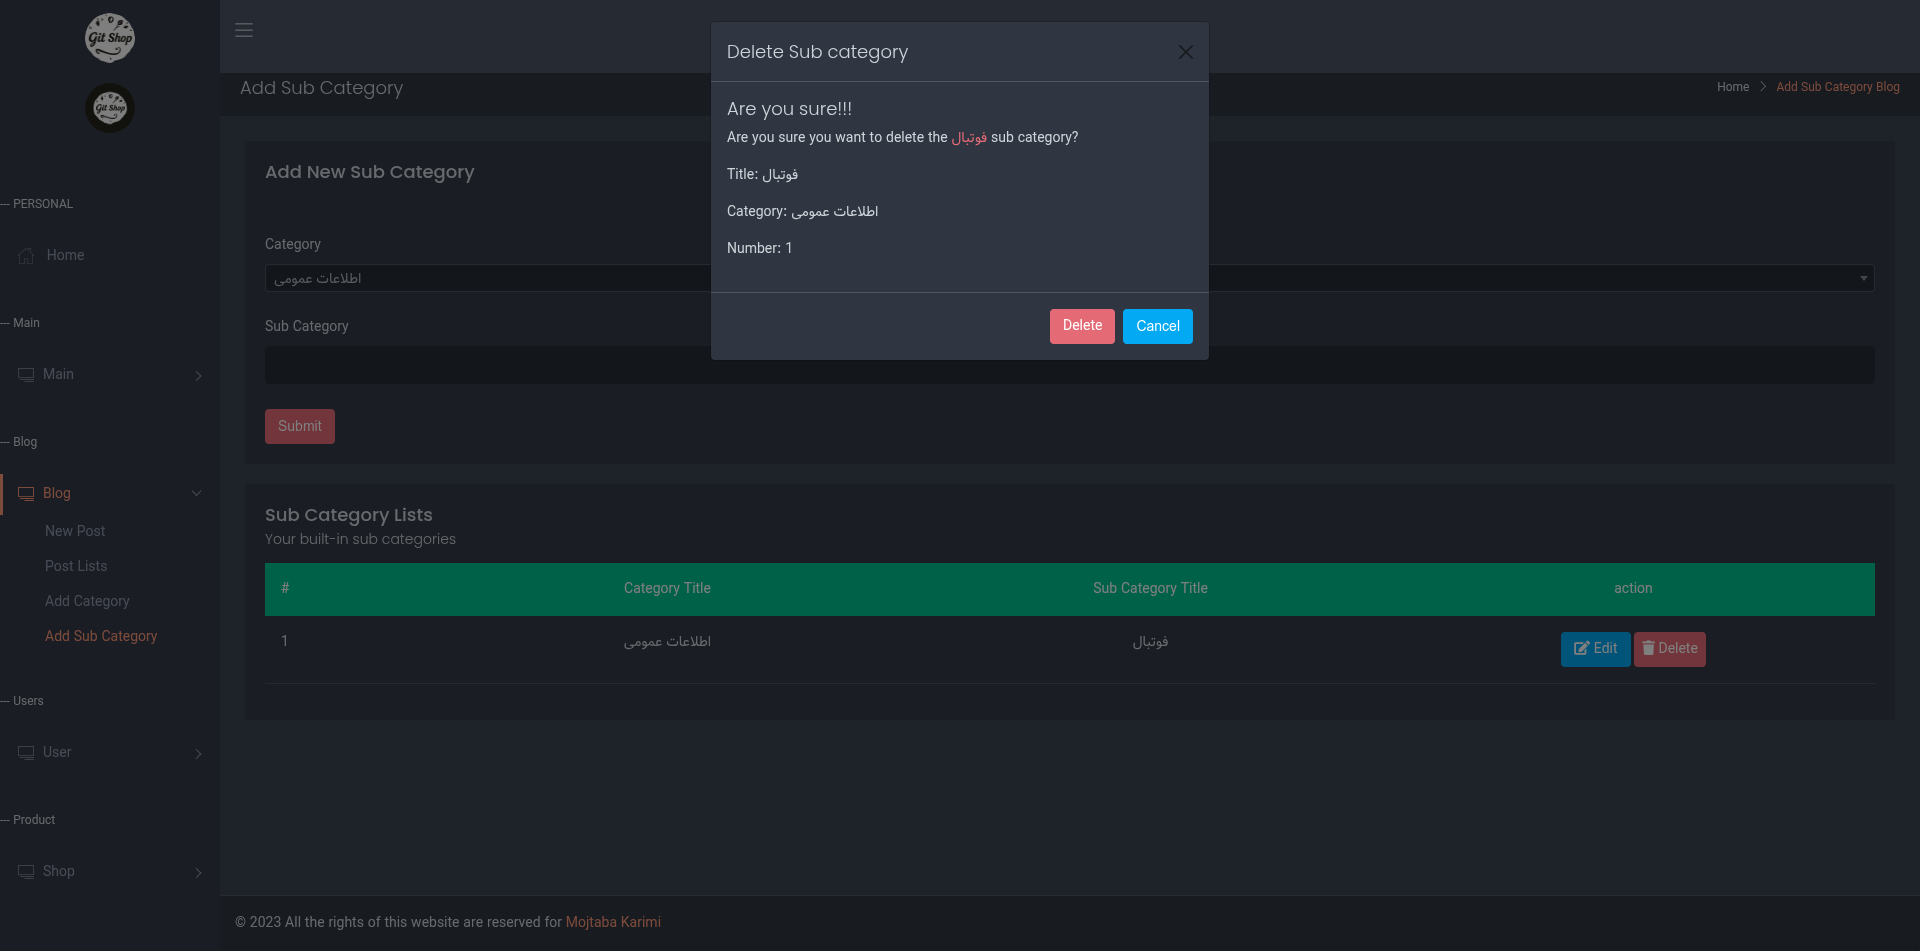 Git Shop
Git Shop
--- PERSONAL
Home
--- Main
Main
--- Blog
Blog
New Post
Post Lists
Add Category
Add Sub Category
--- Users
User
--- Product
Shop
Add Sub Category
Home > Add Sub Category Blog
Delete Sub category
Are you sure!!!
Are you sure you want to delete the فوتبال sub category?
Title: فوتبال
Category: اطلاعات عمومی
Number: 1
Delete Cancel
Add New Sub Category
Category
اطلاعات عمومی
Sub Category
Submit
Sub Category Lists
Your built-in sub categories
# Category Title Sub Category Title action
1 اطلاعات عمومی فوتبال Edit Delete
© 2023 All the rights of this website are reserved for Mojtaba Karimi